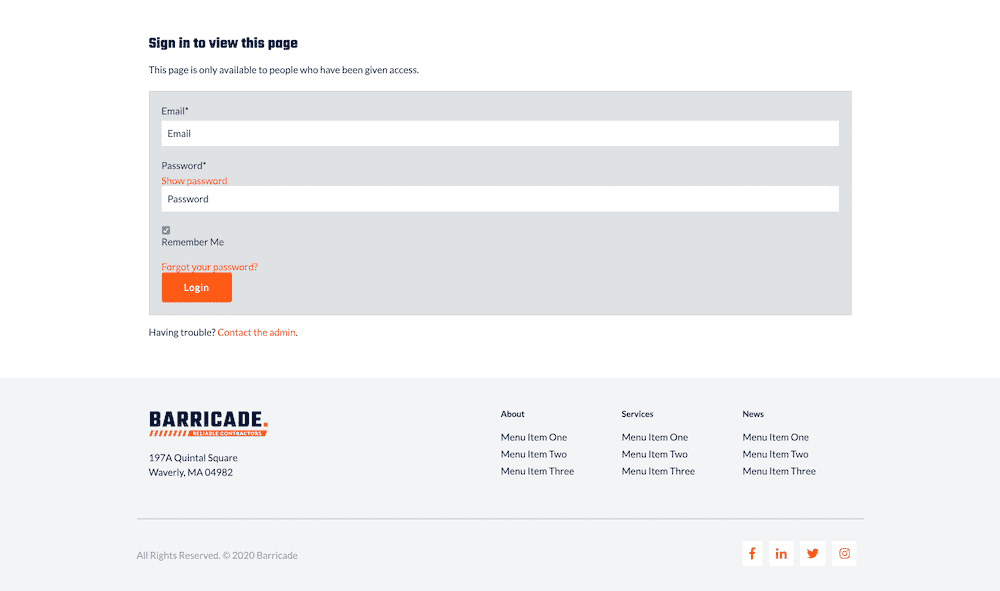 Sign in to view this page
This page is only available to people who have been given access.
Email*
Email
Password*
Show password
Password
Remember Me
Forgot your password?
Login
Having trouble? Contact the admin.
BARRICADE.
RELIABLE CONTRACTORS
197A Quintal Square
Waverly, MA 04982
About
Menu Item One
Menu Item Two
Menu Item Three
Services
Menu Item One
Menu Item Two
Menu Item Three
News
Menu Item One
Menu Item Two
Menu Item Three
All Rights Reserved. © 2020 Barricade